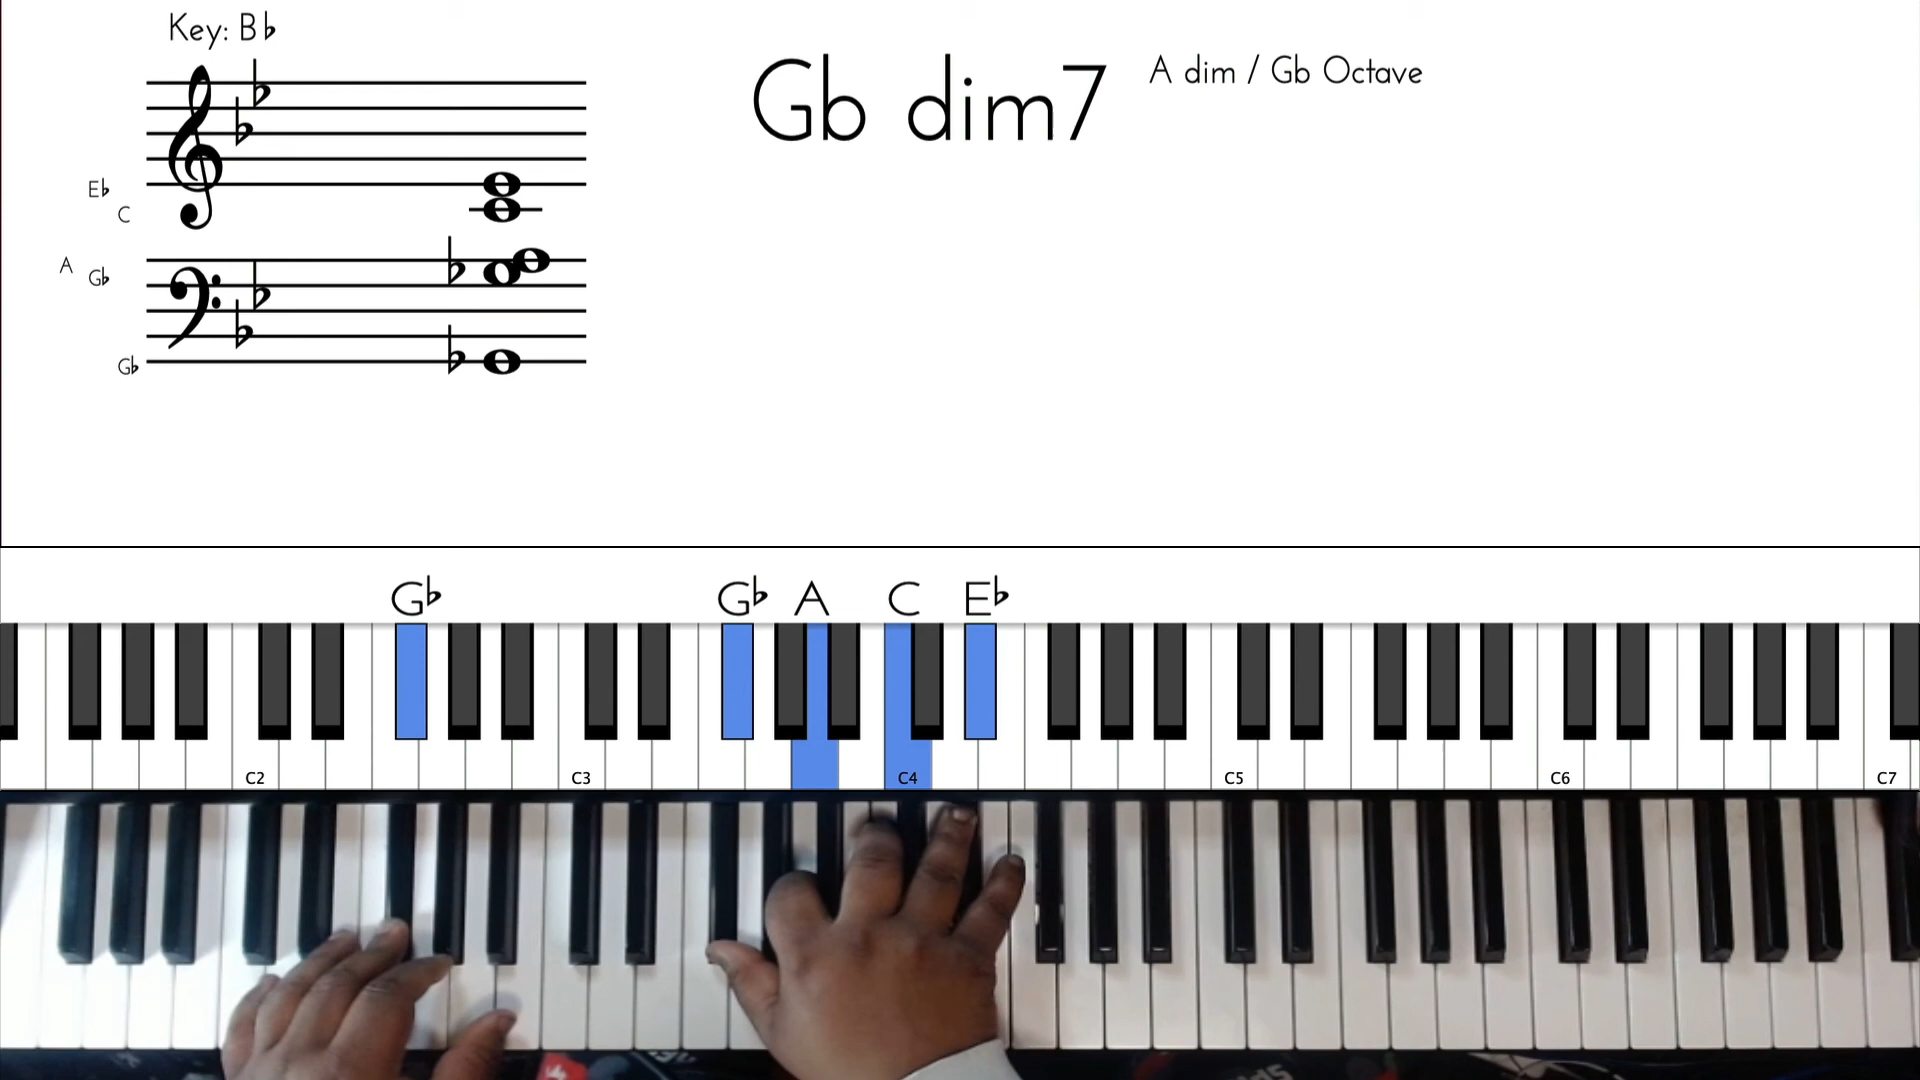 Key: B♭
Gb dim7
A dim / Gb Octave
E♭
C
A
G♭
G♭
G♭ G♭ A C E♭
C2 C3 C4 C5 C6 C7